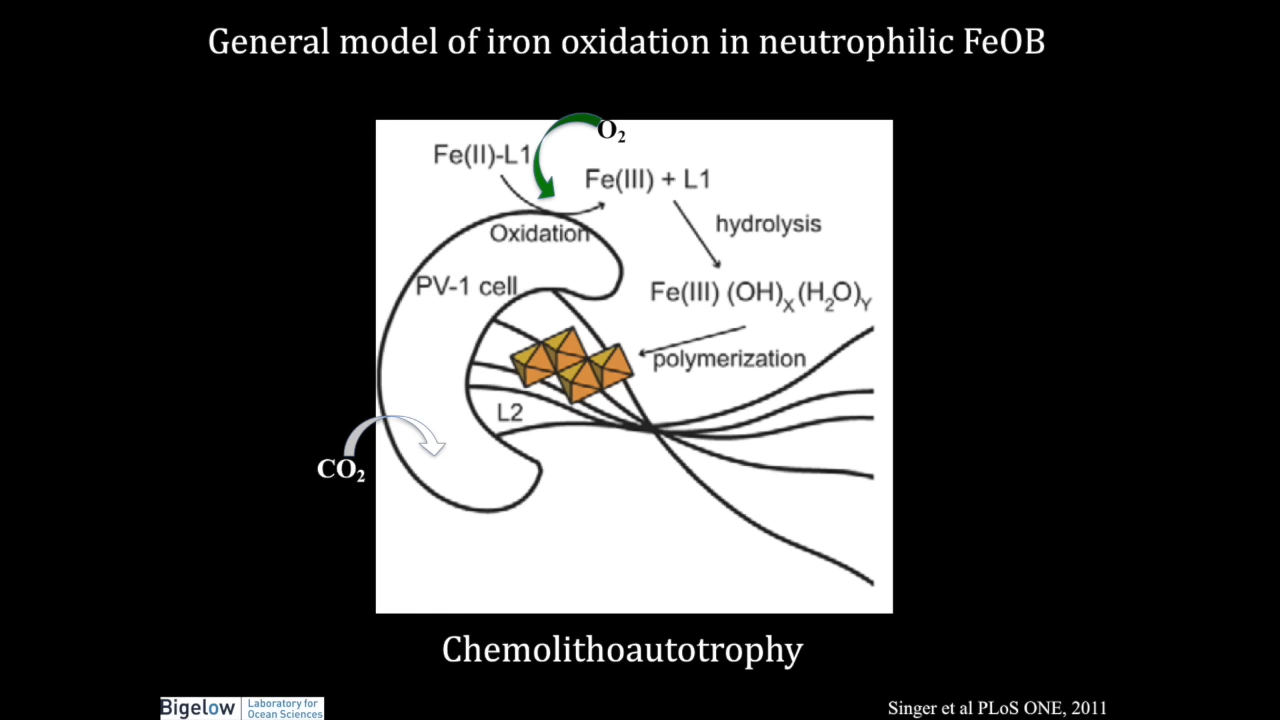 General model of iron oxidation in neutrophilic FeOB
O₂
Fe(II)-L1
Fe(III) + L1
hydrolysis
Oxidation
PV-1 cell
Fe(III) (OH)ₓ(H₂O)ᵧ
polymerization
L2
CO₂
Chemolithoautotrophy
Bigelow
Laboratory for
Ocean Sciences
Singer et al PLoS ONE, 2011